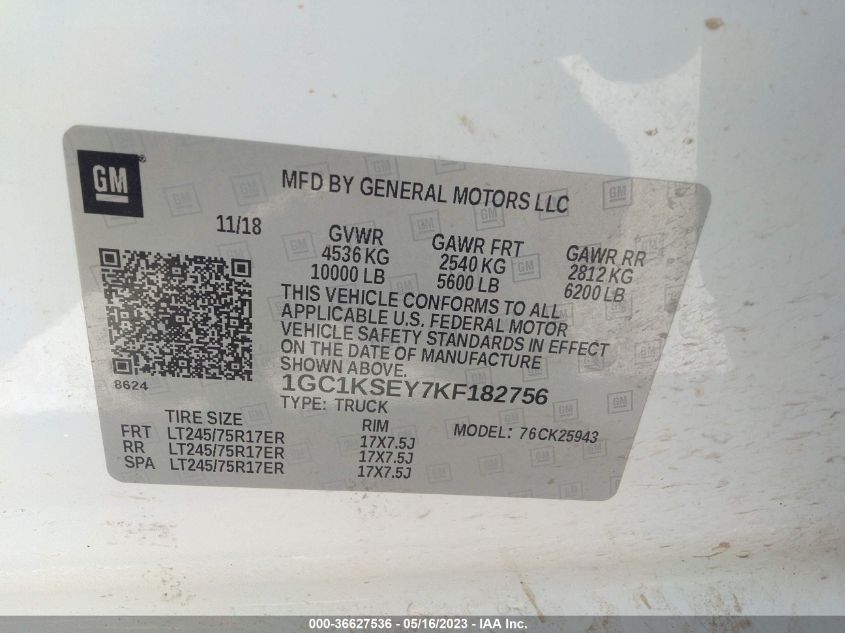 GM
MFD BY GENERAL MOTORS LLC
11/18
GVWR
4536 KG
10000 LB
GAWR FRT
2540 KG
5600 LB
GAWR RR
2812 KG
6200 LB
THIS VEHICLE CONFORMS TO ALL
APPLICABLE U.S. FEDERAL MOTOR
VEHICLE SAFETY STANDARDS IN EFFECT
ON THE DATE OF MANUFACTURE
SHOWN ABOVE.
8624
1GC1KSEY7KF182756
TYPE: TRUCK
TIRE SIZE
RIM
MODEL: 76CK25943
FRT LT245/75R17ER 17X7.5J
RR LT245/75R17ER 17X7.5J
SPA LT245/75R17ER 17X7.5J
000-36627536 - 05/16/2023 - IAA Inc.